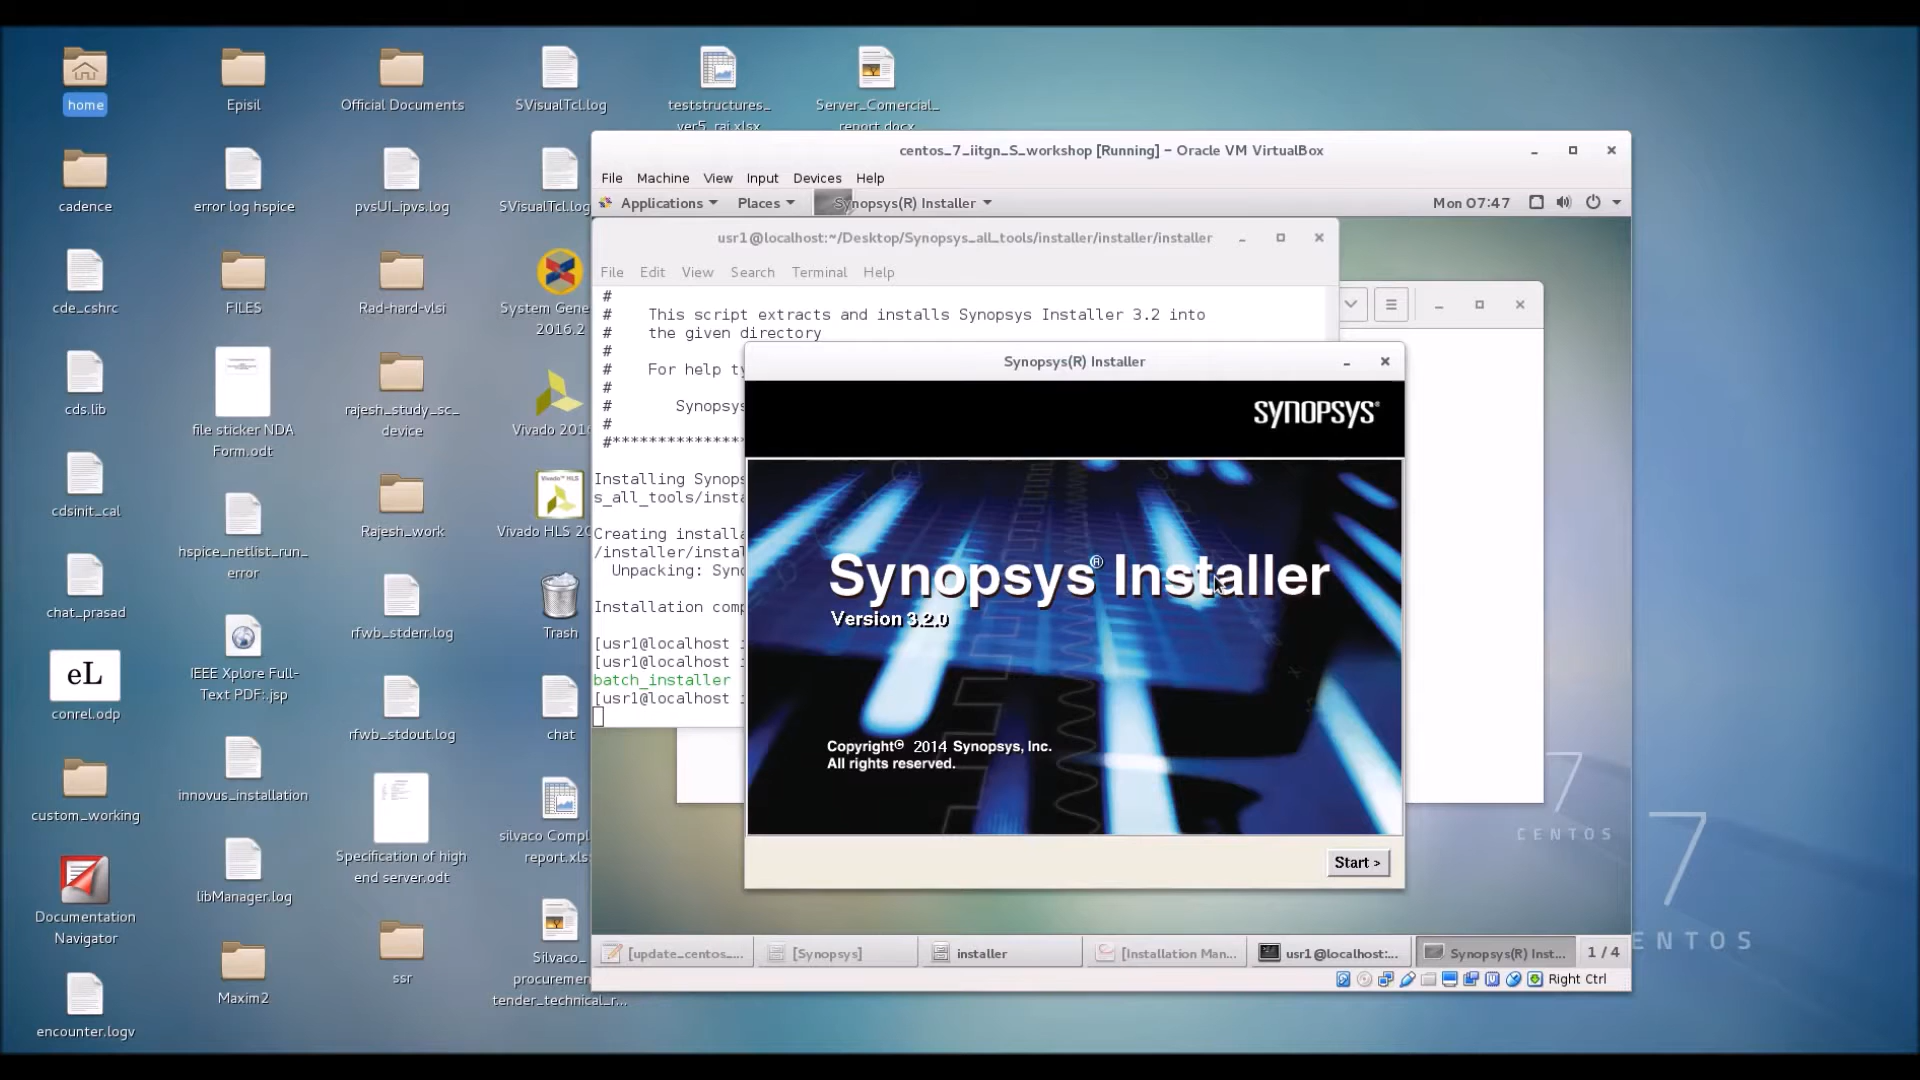 home
Episil
Official Documents
SVisualTcl.log
teststructures_
ver5_raj.xlsx
Server_Comercial_
report.docx
cadence
error log hspice
pvsUI_ipvs.log
SVisualTcl.log
cde_cshrc
FILES
Rad-hard-vlsi
System Gene
2016.2
cds.lib
file sticker NDA
Form.odt
rajesh_study_sc_
device
Vivado 201
cdsinit_cal
hspice_netlist_run_
error
Rajesh_work
Vivado HLS 20
chat_prasad
IEEE Xplore Full-
Text PDF:.jsp
rfwb_stderr.log
Trash
eL
conrel.odp
innovus_installation
rfwb_stdout.log
chat
custom_working
libManager.log
Specification of high
end server.odt
silvaco Compl
report.xls
Documentation
Navigator
Maxim2
ssr
Silvaco_
procuremen
tender_technical_r...
encounter.logv
centos_7_iitgn_S_workshop [Running] - Oracle VM VirtualBox
File Machine View Input Devices Help
Applications Places Synopsys(R) Installer Mon 07:47
usr1@localhost:~/Desktop/Synopsys_all_tools/installer/installer/installer
File Edit View Search Terminal Help
#
# This script extracts and installs Synopsys Installer 3.2 into
# the given directory
#
# For help ty
#
# Synopsys
#
#***************
Installing Synops
s_all_tools/insta
Creating installa
/installer/instal
Unpacking: Syno
Installation comp
[usr1@localhost i
[usr1@localhost i
batch_installer
[usr1@localhost i
Synopsys(R) Installer
SYNOPSYS®
Synopsys® Installer
Version 3.2.0
Copyright© 2014 Synopsys, Inc.
All rights reserved.
Start >
7
CENTOS
7
ENTOS
[update_centos_... [Synopsys] installer [Installation Man... usr1@localhost:... Synopsys(R) Inst... 1 / 4
Right Ctrl